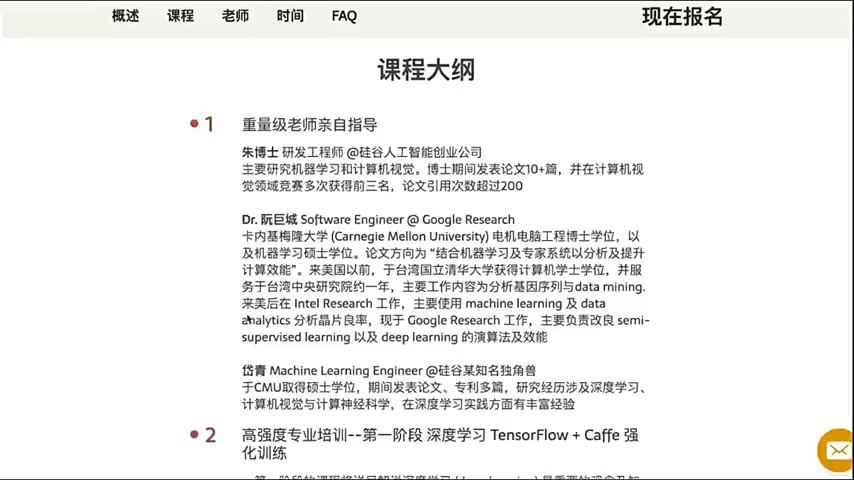 概述 课程 老师 时间 FAQ 现在报名
课程大纲
1 重量级老师亲自指导
朱博士 研发工程师 @硅谷人工智能创业公司
主要研究机器学习和计算机视觉。博士期间发表论文10+篇，并在计算机视
觉领域竞赛多次获得前三名，论文引用次数超过200
Dr. 阮巨城 Software Engineer @ Google Research
卡内基梅隆大学 (Carnegie Mellon University) 电机电脑工程博士学位，以
及机器学习硕士学位。论文方向为 “结合机器学习及专家系统以分析及提升
计算效能”。来美国以前，于台湾国立清华大学获得计算机学士学位，并服
务于台湾中央研究院约一年，主要工作内容为分析基因序列与data mining.
来美后在 Intel Research 工作，主要使用 machine learning 及 data
analytics 分析晶片良率，现于 Google Research 工作，主要负责改良 semi-
supervised learning 以及 deep learning 的演算法及效能
岱青 Machine Learning Engineer @硅谷某知名独角兽
于CMU取得硕士学位，期间发表论文、专利多篇，研究经历涉及深度学习、
计算机视觉与计算神经科学，在深度学习实践方面有丰富经验
2 高强度专业培训--第一阶段 深度学习 TensorFlow + Caffe 强
化训练